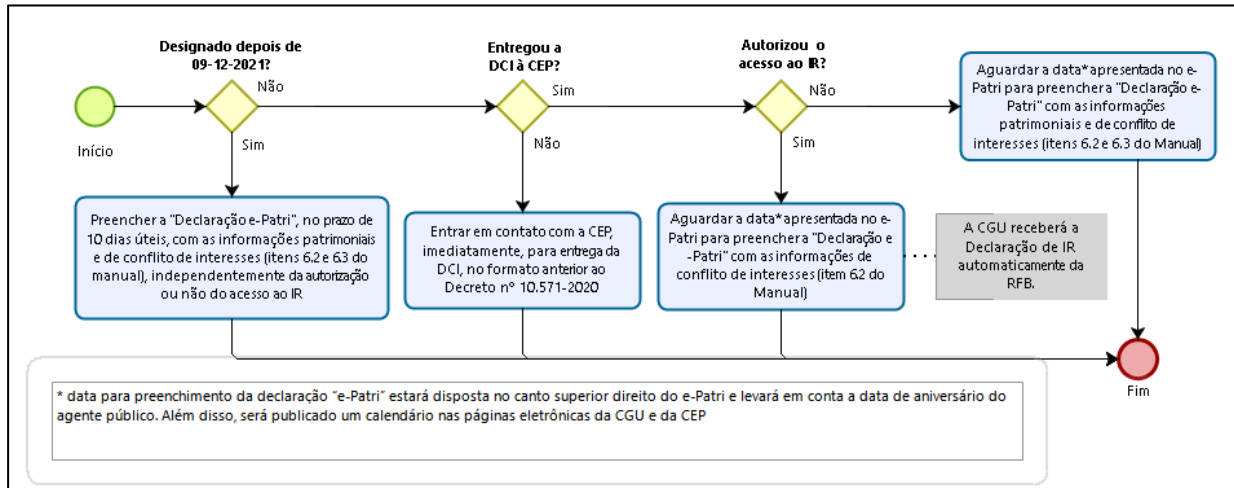 Designado depois de
09-12-2021?
Entregou a
DCI à CEP?
Autorizou o
acesso ao IR?
Início
Não
Sim
Sim
Não
Não
Sim
Aguardar a data* apresentada no e-
Patri para preencher a "Declaração e-
Patri" com as informações
patrimoniais e de conflito de
interesses (itens 6.2 e 6.3 do Manual)
Preencher a "Declaração e-Patri", no prazo de
10 dias úteis, com as informações patrimoniais
e de conflito de interesses (itens 6.2 e 6.3 do
manual), independentemente da autorização
ou não do acesso ao IR
Entrar em contato com a CEP,
imediatamente, para entrega da
DCI, no formato anterior ao
Decreto nº 10.571-2020
Aguardar a data* apresentada no e-
Patri para preencher a "Declaração e
-Patri" com as informações
de conflito de interesses (item 6.2 do
Manual)
A CGU receberá a
Declaração de IR
automaticamente da
RFB.
Fim
* data para preenchimento da declaração "e-Patri" estará disposta no canto superior direito do e-Patri e levará em conta a data de aniversário do
agente público. Além disso, será publicado um calendário nas páginas eletrônicas da CGU e da CEP